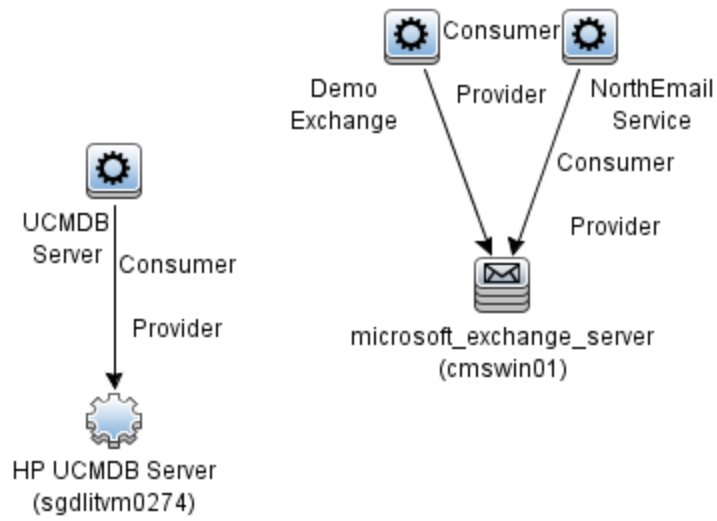 Consumer
Demo
Exchange
Provider
NorthEmail
Service
Consumer
Provider
UCMDB
Server
Consumer
Provider
microsoft_exchange_server
(cmswin01)
HP UCMDB Server
(sgdlitvm0274)